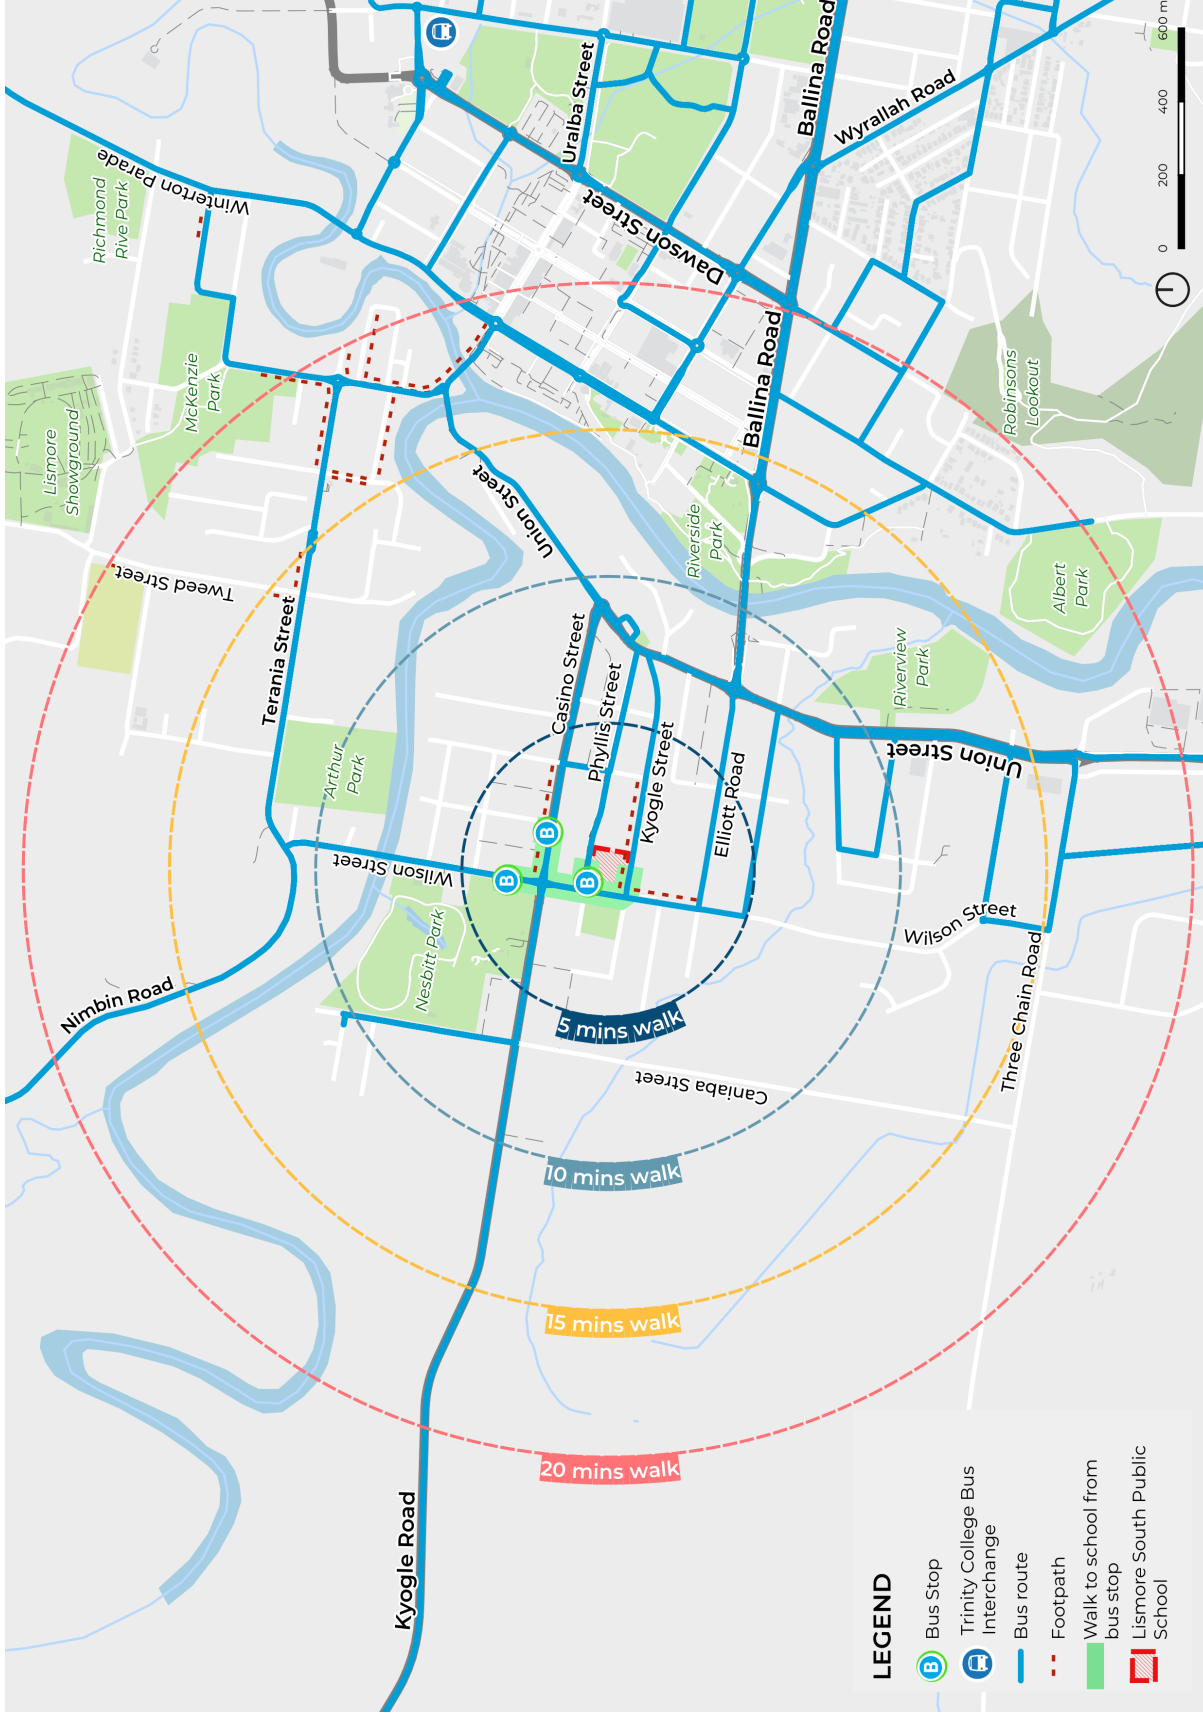 Richmond
Rive Park
Winterton Parade
Lismore
Showground
McKenzie
Park
Tweed Street
Terania Street
Arthur
Park
Nimbin Road
Wilson Street
Nesbitt Park
Union Street
Casino Street
Phyllis Street
Kyogle Street
Elliott Road
Uralba Street
Dawson Street
Ballina Road
Wyrallah Road
Ballina Road
Riverside
Park
Robinsons
Lookout
Albert
Park
Riverview
Park
Union Street
Wilson Street
Three Chain Road
Caniaba Street
Kyogle Road
5 mins walk
10 mins walk
15 mins walk
20 mins walk
B
B
B
0
200
400
600 m
LEGEND
B
Bus Stop
Trinity College Bus
Interchange
Bus route
Footpath
Walk to school from
bus stop
Lismore South Public
School